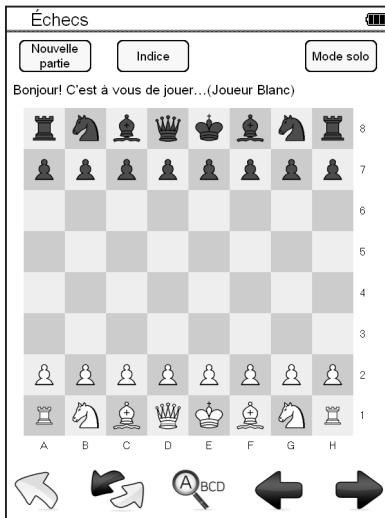 Échecs
Nouvelle
partie
Indice
Mode solo
Bonjour! C'est à vous de jouer...(Joueur Blanc)
8
7
6
5
4
3
2
1
A B C D E F G H
A BCD